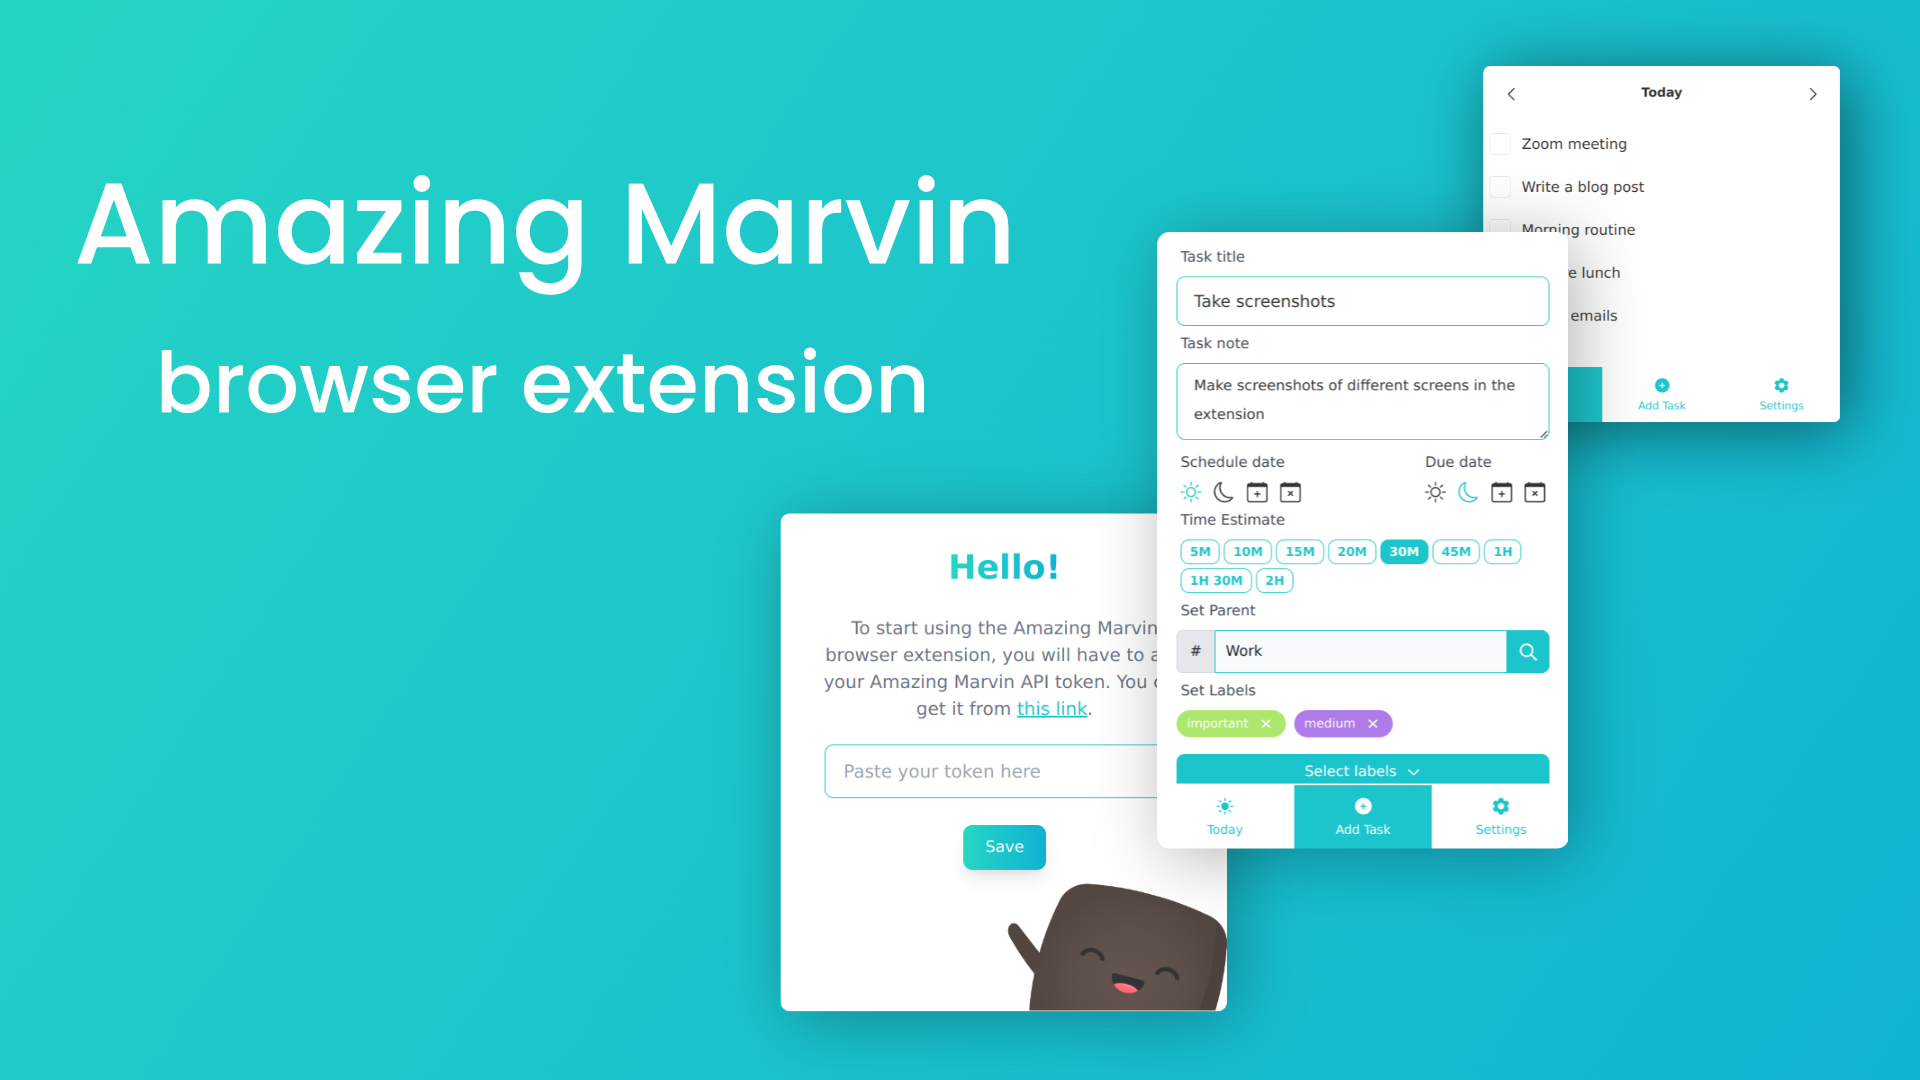 Amazing Marvin
browser extension
Today
Zoom meeting
Write a blog post
Morning routine
lunch
emails
Add Task
Settings
Task title
Take screenshots
Task note
Make screenshots of different screens in the
extension
Schedule date
Due date
Time Estimate
5M
10M
15M
20M
30M
45M
1H
1H 30M
2H
Set Parent
#
Work
Set Labels
important
medium
Select labels
Today
Add Task
Settings
Hello!
To start using the Amazing Marvin
browser extension, you will have to
your Amazing Marvin API token. You
get it from this link.
Paste your token here
Save